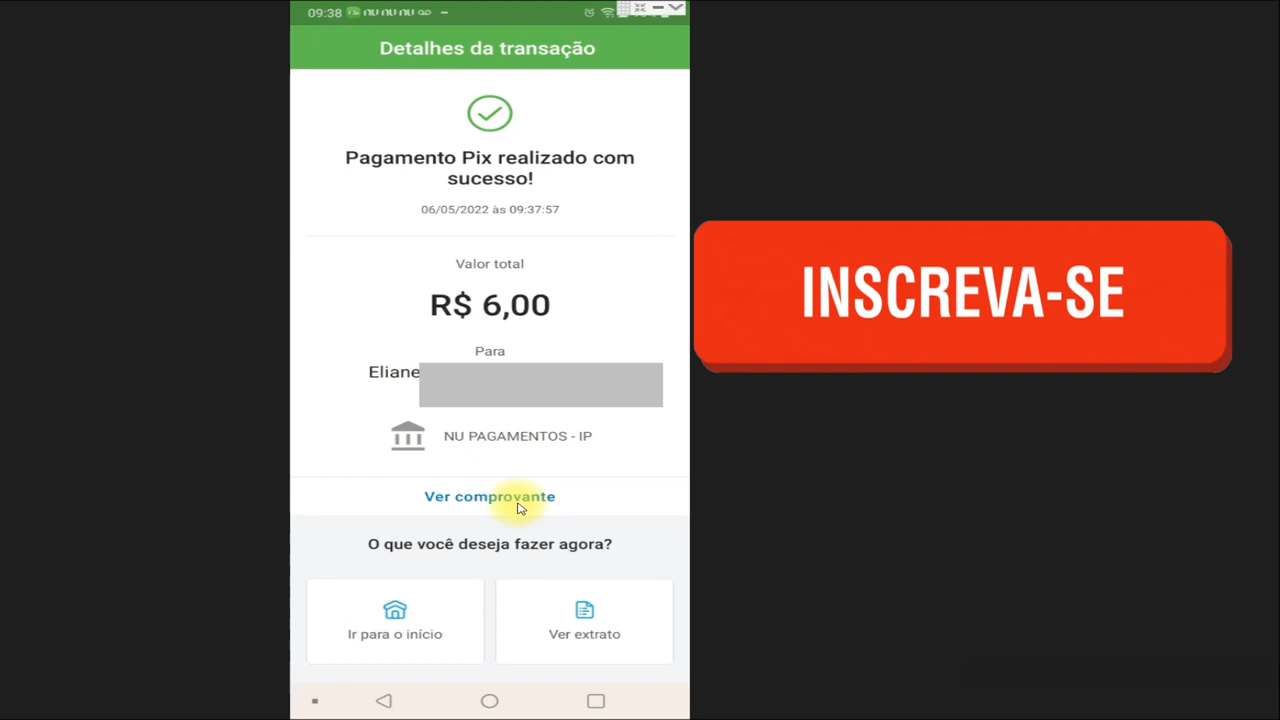 09:38
Detalhes da transação
Pagamento Pix realizado com
sucesso!
06/05/2022 às 09:37:57
Valor total
R$ 6,00
Para
Eliane
NU PAGAMENTOS - IP
Ver comprovante
O que você deseja fazer agora?
Ir para o início
Ver extrato
INSCREVA-SE